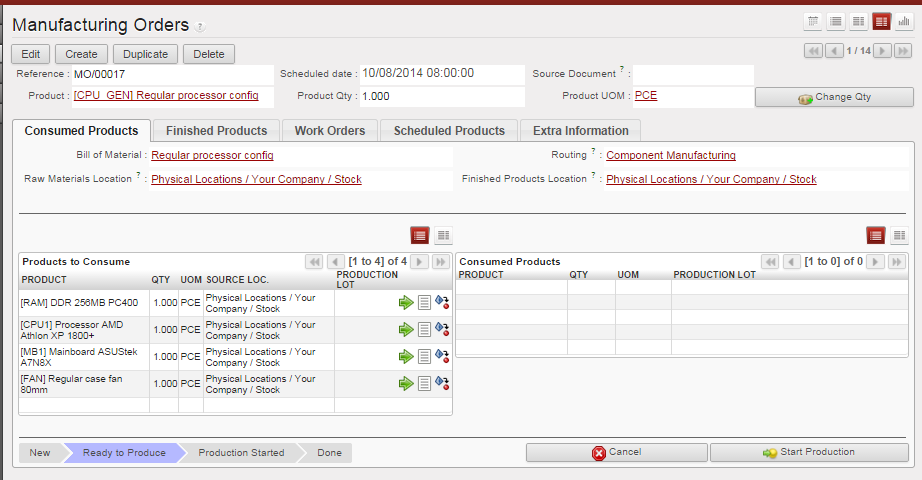 Manufacturing Orders ?
Edit Create Duplicate Delete 1 / 14
Reference : MO/00017 Scheduled date : 10/08/2014 08:00:00 Source Document ? :
Product : [CPU_GEN] Regular processor config Product Qty : 1.000 Product UOM : PCE Change Qty
Consumed Products Finished Products Work Orders Scheduled Products Extra Information
Bill of Material : Regular processor config Routing ? : Component Manufacturing
Raw Materials Location ? : Physical Locations / Your Company / Stock Finished Products Location ? : Physical Locations / Your Company / Stock
Products to Consume [1 to 4] of 4 Consumed Products [1 to 0] of 0
PRODUCT QTY UOM SOURCE LOC. PRODUCTION LOT PRODUCT QTY UOM PRODUCTION LOT
[RAM] DDR 256MB PC400 1.000 PCE Physical Locations / Your
Company / Stock
[CPU1] Processor AMD 1.000 PCE Physical Locations / Your
Athlon XP 1800+ Company / Stock
[MB1] Mainboard ASUStek 1.000 PCE Physical Locations / Your
A7N8X Company / Stock
[FAN] Regular case fan 1.000 PCE Physical Locations / Your
80mm Company / Stock
New Ready to Produce Production Started Done Cancel Start Production